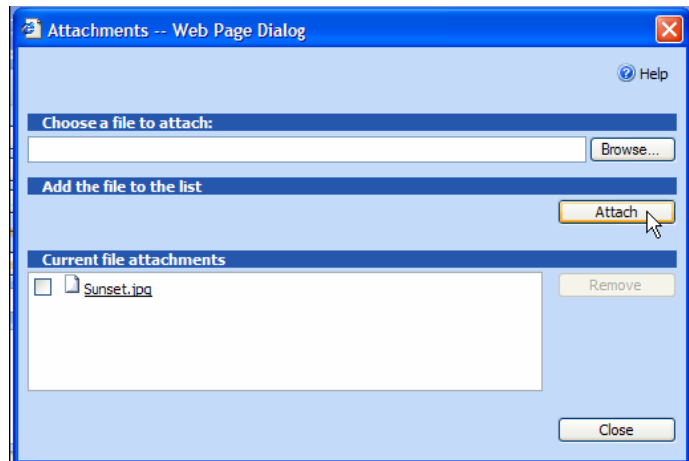 Attachments -- Web Page Dialog
Help
Choose a file to attach:
Browse...
Add the file to the list
Attach
Current file attachments
Sunset.jpg
Remove
Close